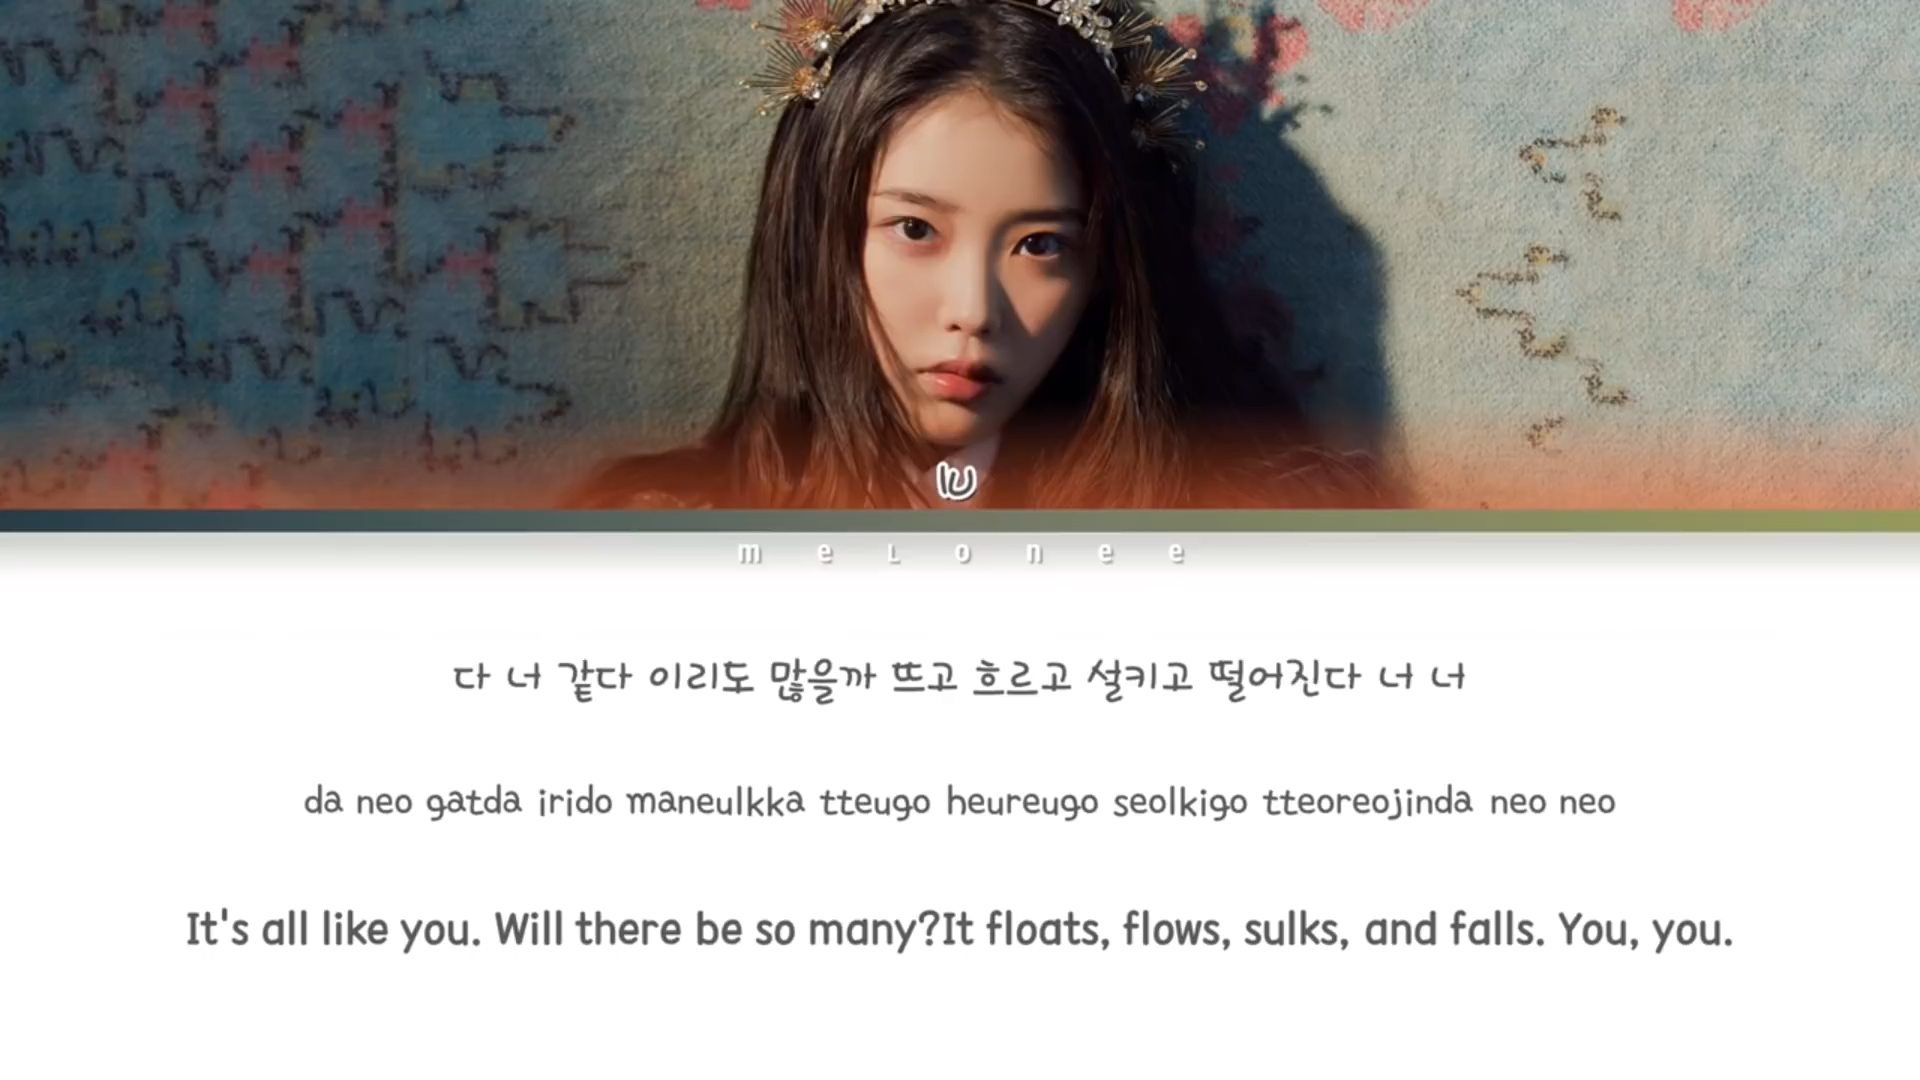 melonee
다 너 같다 이리도 많을까 뜨고 흐르고 설키고 떨어진다 너 너
da neo gatda irido maneulkka tteugo heureugo seolkigo tteoreojinda neo neo
It's all like you. Will there be so many?It floats, flows, sulks, and falls. You, you.